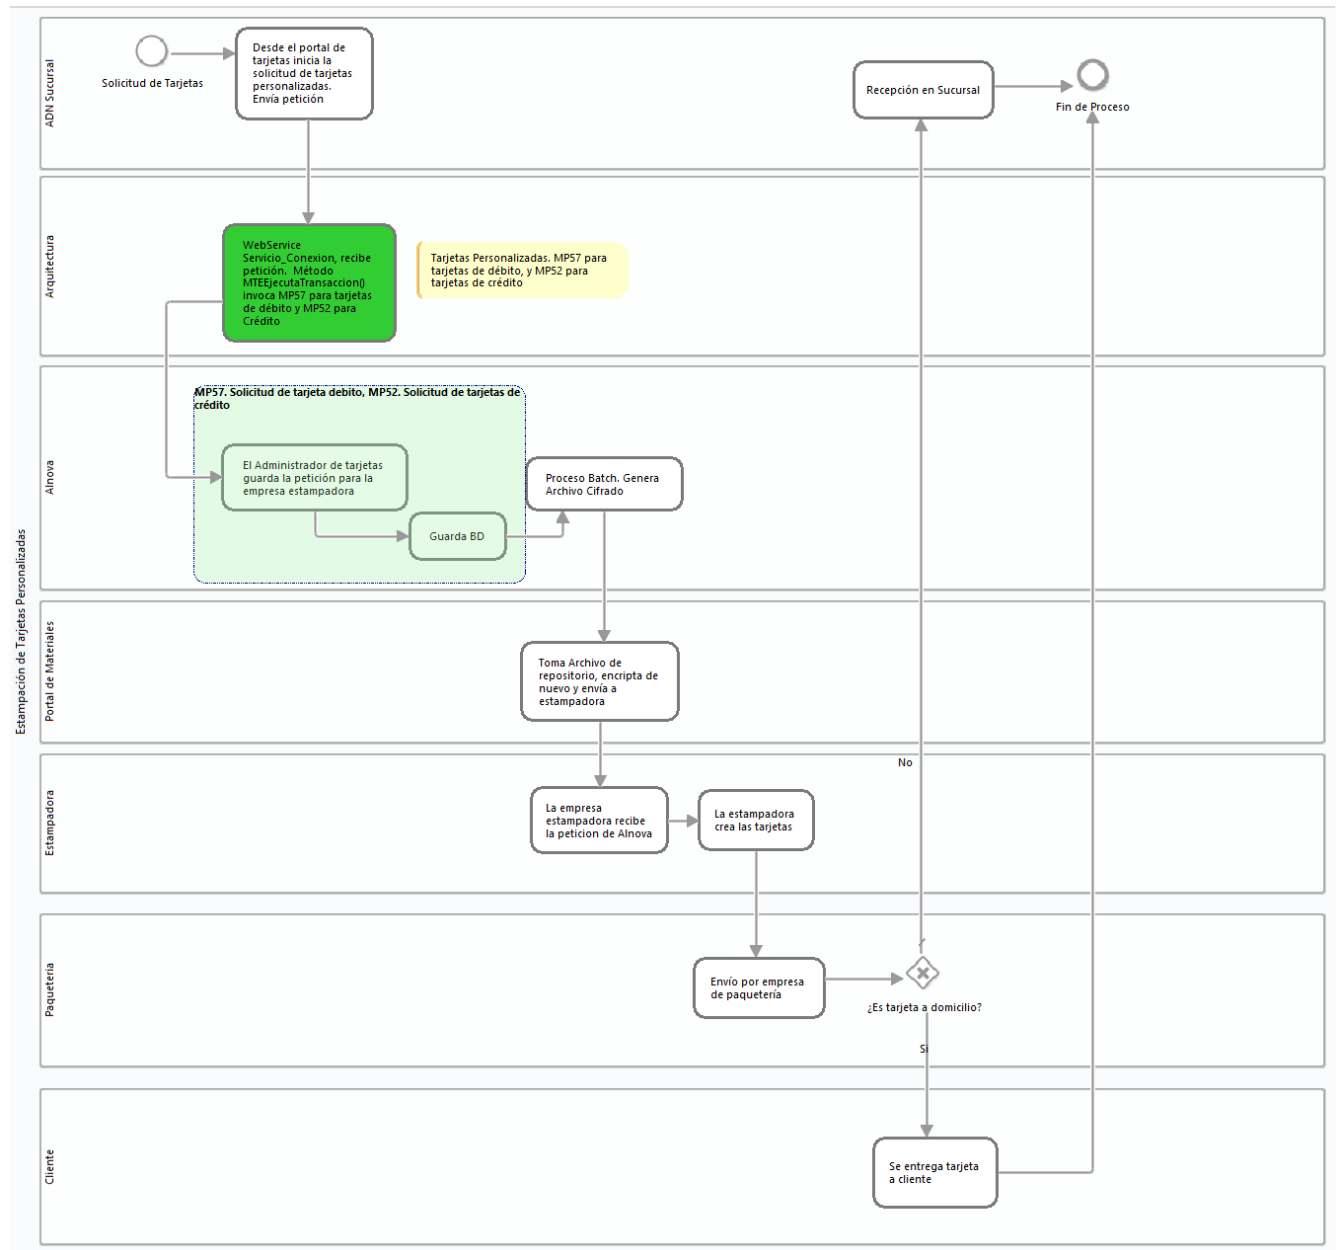 Estampación de Tarjetas Personalizadas
ADN Sucursal
Solicitud de Tarjetas
Desde el portal de
tarjetas inicia la
solicitud de tarjetas
personalizadas.
Envía petición
Recepción en Sucursal
Fin de Proceso
Arquitectura
WebService
Servicio_Conexion, recibe
petición.  Método
MTEEjecutaTransaccion()
invoca MP57 para tarjetas
de débito y MP52 para
Crédito
Tarjetas Personalizadas. MP57 para
tarjetas de débito, y MP52 para
tarjetas de crédito
Alnova
MP57. Solicitud de tarjeta debito, MP52. Solicitud de tarjetas de
crédito
El Administrador de tarjetas
guarda la petición para la
empresa estampadora
Guarda BD
Proceso Batch. Genera
Archivo Cifrado
Portal de Materiales
Toma Archivo de
repositorio, encripta de
nuevo y envía a
estampadora
Estampadora
La empresa
estampadora recibe
la peticion de Alnova
La estampadora
crea las tarjetas
No
Paqueteria
Envío por empresa
de paquetería
¿Es tarjeta a domicilio?
Si
Cliente
Se entrega tarjeta
a cliente